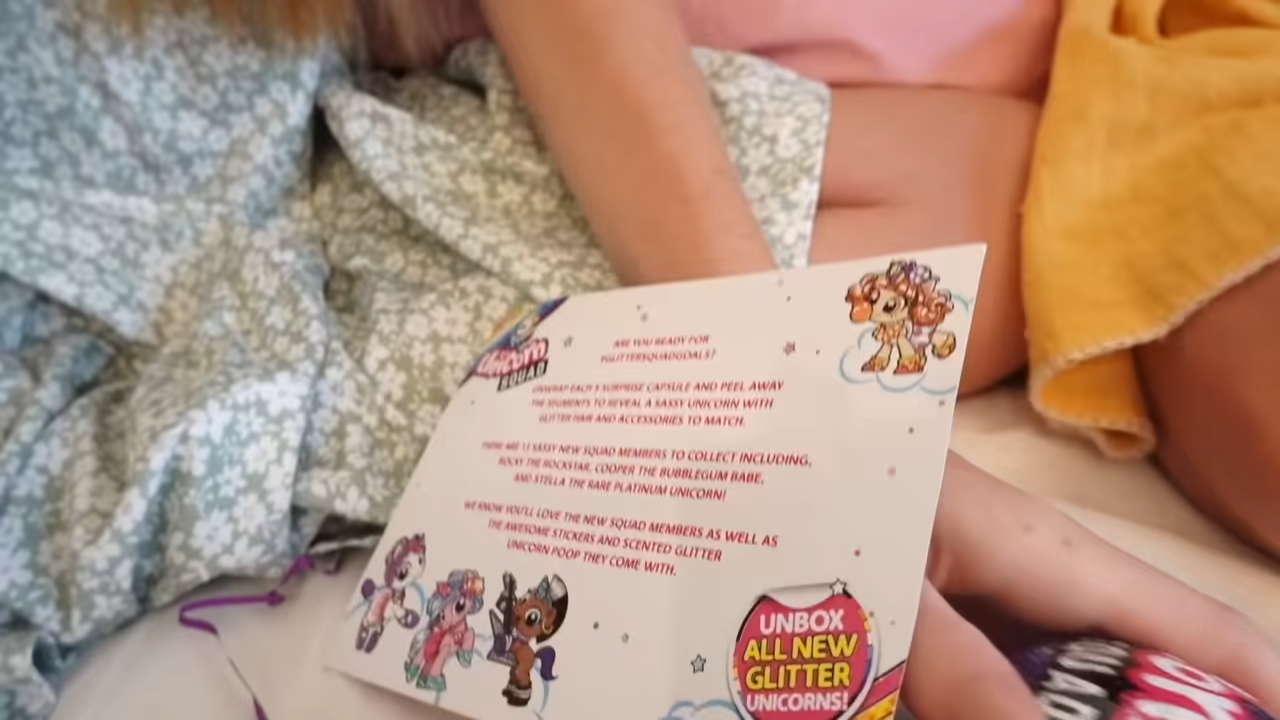 Unicorn
SQUAD
ARE YOU READY FOR
#GLITTERSQUADGOALS?
UNWRAP EACH 5 SURPRISE CAPSULE AND PEEL AWAY
THE SEGMENTS TO REVEAL A SASSY UNICORN WITH
GLITTER HAIR AND ACCESSORIES TO MATCH.
THERE ARE SASSY NEW SQUAD MEMBERS TO COLLECT INCLUDING,
ROCKY THE ROCKSTAR, COOPER THE BUBBLEGUM BABE,
AND STELLA THE RARE PLATINUM UNICORN!
WE KNOW YOU'LL LOVE THE NEW SQUAD MEMBERS AS WELL AS
THE AWESOME STICKERS AND SCENTED GLITTER
UNICORN POOP THEY COME WITH.
UNBOX
ALL NEW
GLITTER
UNICORNS!